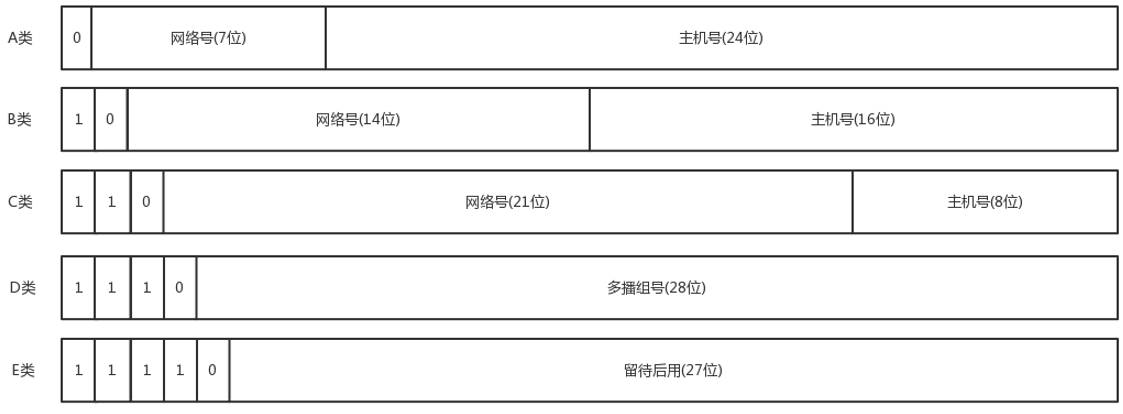 A类 0 网络号(7位) 主机号(24位)
B类 1 0 网络号(14位) 主机号(16位)
C类 1 1 0 网络号(21位) 主机号(8位)
D类 1 1 1 0 多播组号(28位)
E类 1 1 1 1 0 留待后用(27位)